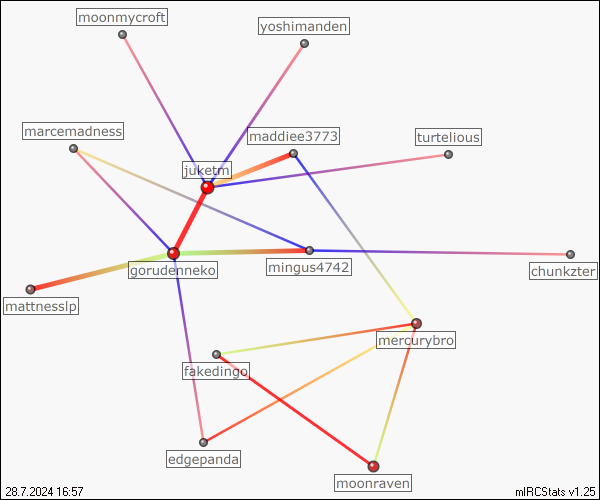 moonmycroft
yoshimanden
marcemadness
maddiee3773
turtelious
juketm
gorudenneko
mingus4742
chunkzter
mattnesslp
mercurybro
fakedingo
edgepanda
moonraven
28.7.2024 16:57
mIRCStats v1.25